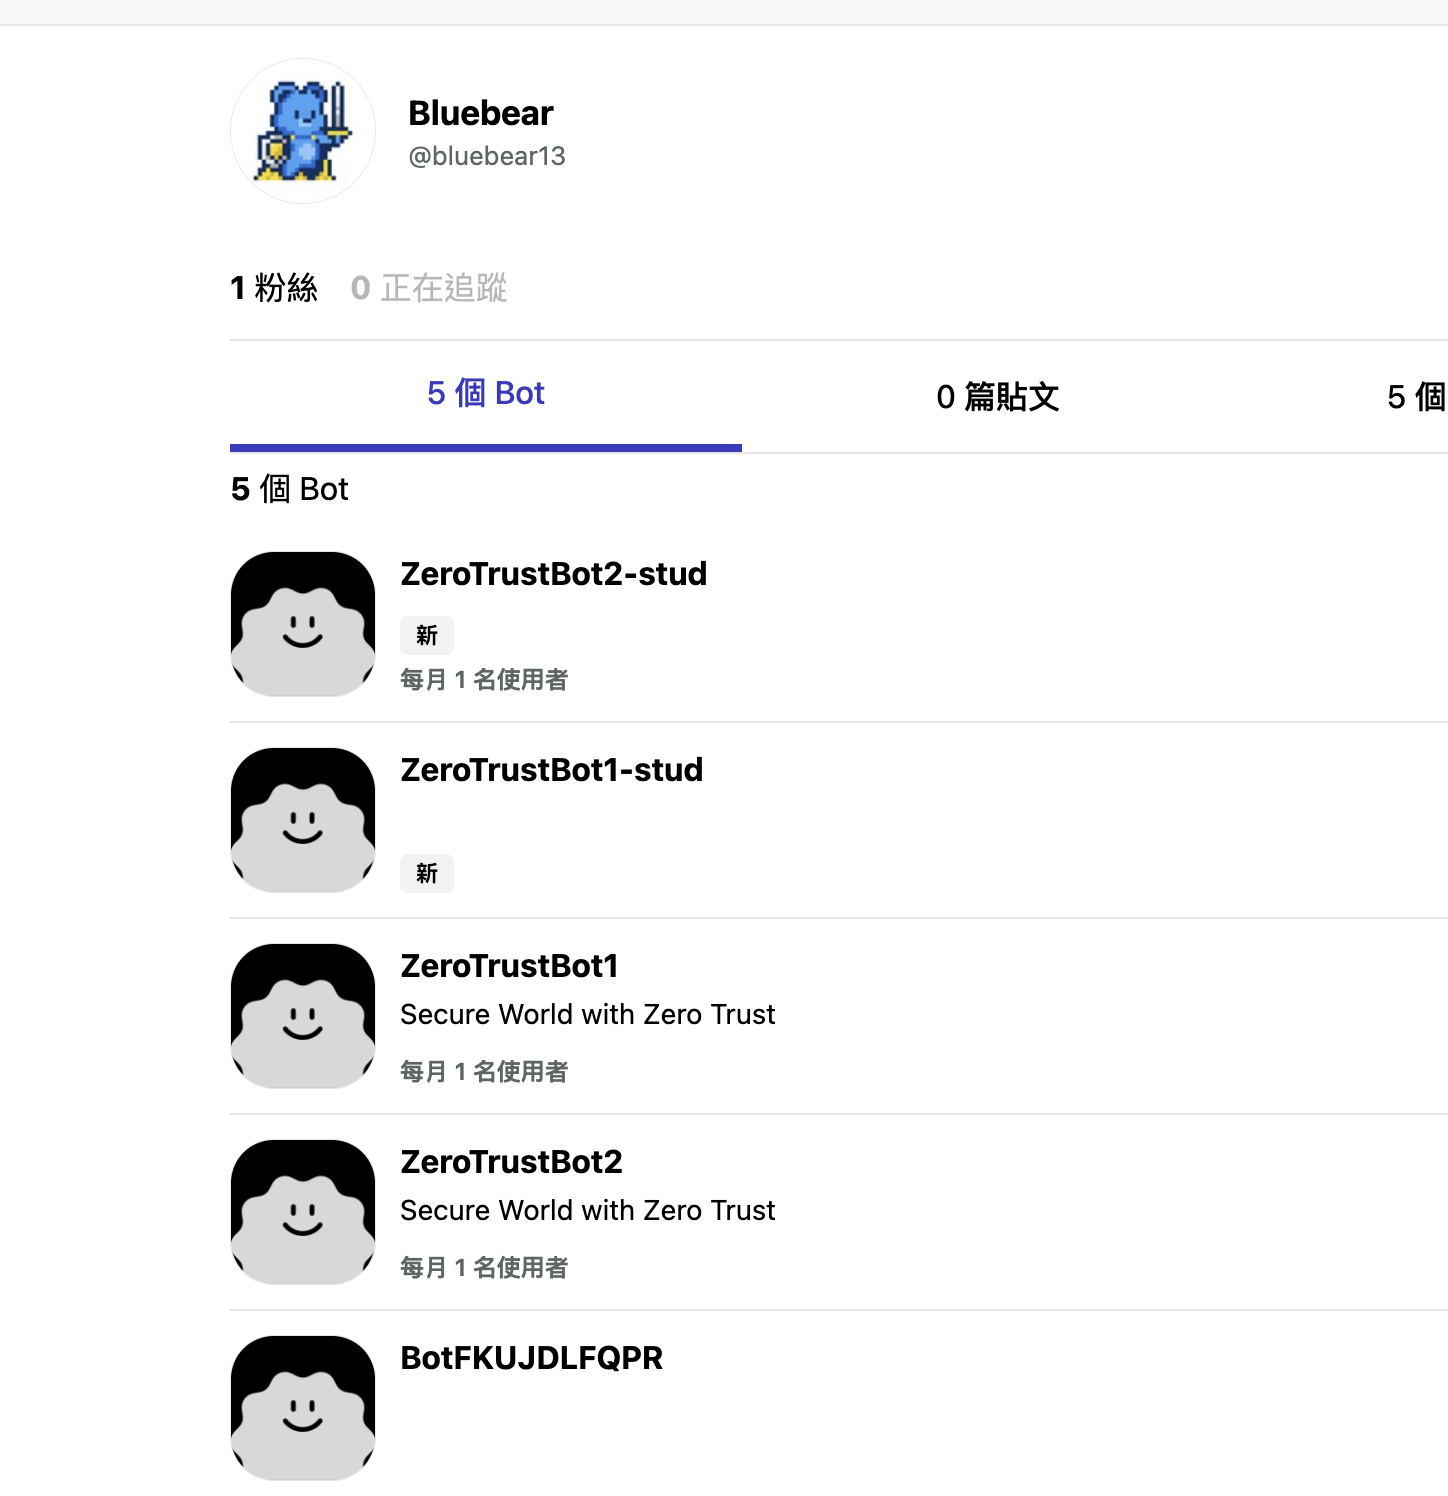 Bluebear
@bluebear13
1 粉絲 0 正在追蹤
5 個 Bot 0 篇貼文 5 個
5 個 Bot
ZeroTrustBot2-stud
新
每月 1 名使用者
ZeroTrustBot1-stud
新
ZeroTrustBot1
Secure World with Zero Trust
每月 1 名使用者
ZeroTrustBot2
Secure World with Zero Trust
每月 1 名使用者
BotFKUJDLFQPR